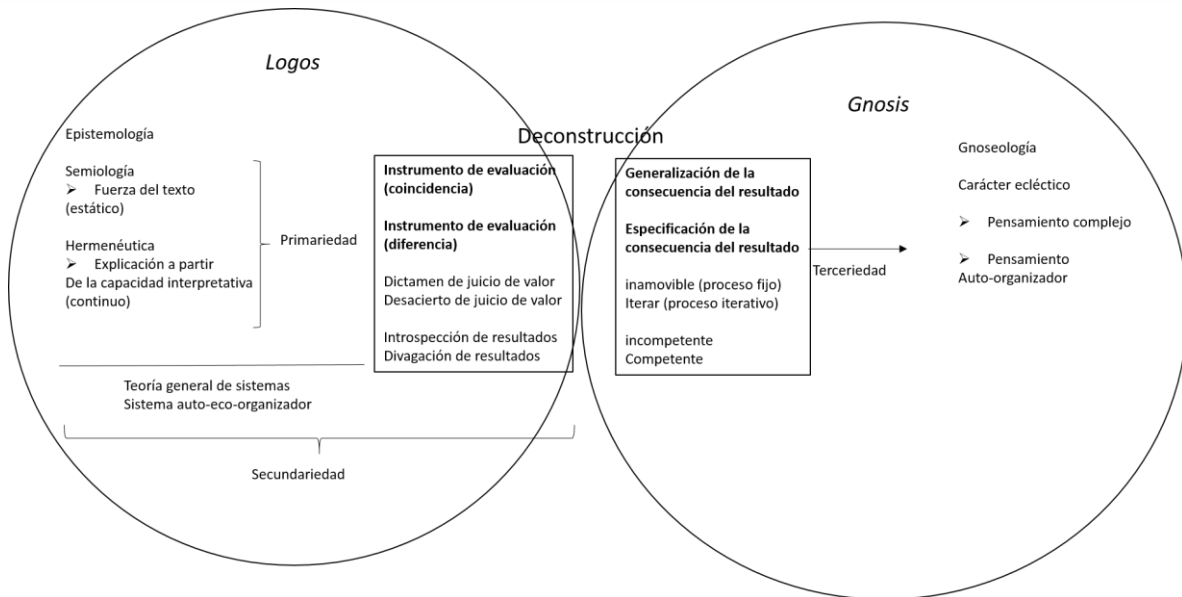 Logos
Epistemología
Semiología
➢ Fuerza del texto
(estático)
Hermenéutica
➢ Explicación a partir
De la capacidad interpretativa
(continuo)
Primariedad
Teoría general de sistemas
Sistema auto-eco-organizador
Secundariedad
Deconstrucción
Instrumento de evaluación
(coincidencia)
Instrumento de evaluación
(diferencia)
Dictamen de juicio de valor
Desacierto de juicio de valor
Introspección de resultados
Divagación de resultados
Generalización de la
consecuencia del resultado
Especificación de la
consecuencia del resultado
inamovible (proceso fijo)
Iterar (proceso iterativo)
incompetente
Competente
Terceriedad
Gnosis
Gnoseología
Carácter ecléctico
➢ Pensamiento complejo
➢ Pensamiento
Auto-organizador